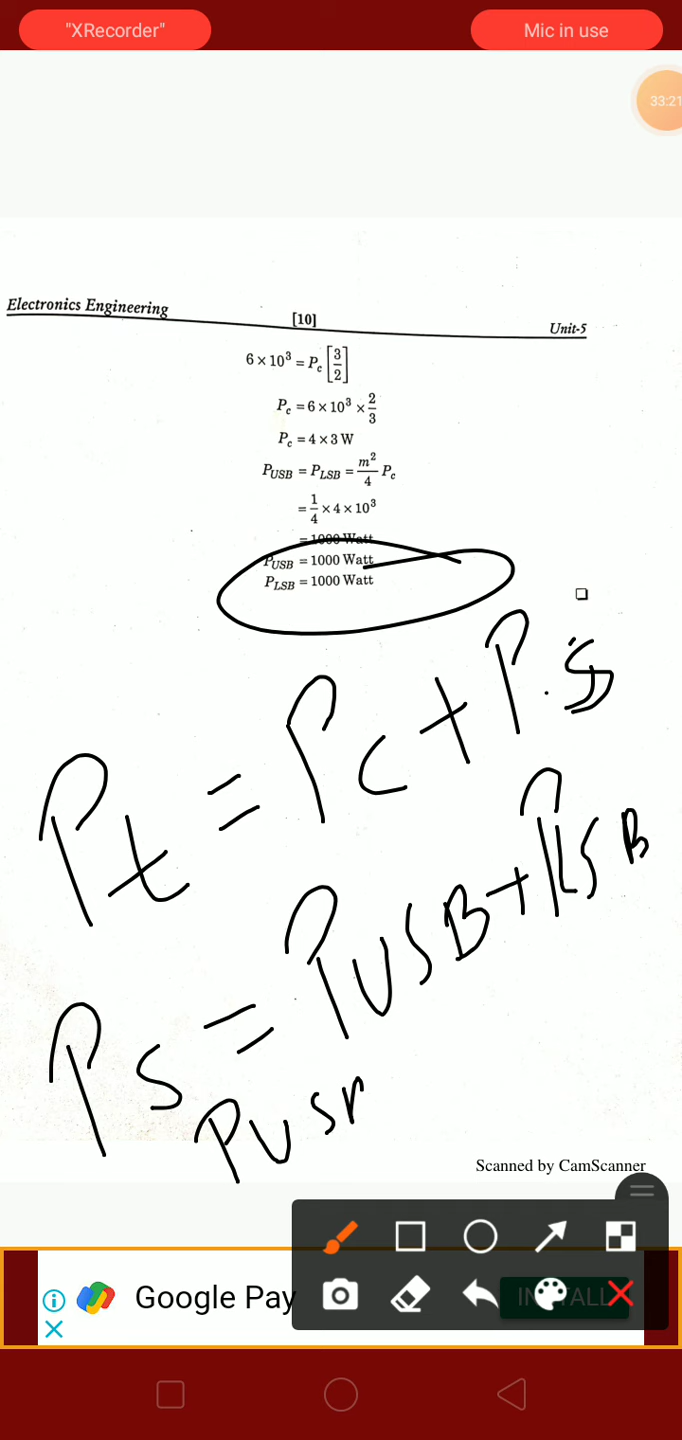 "XRecorder" Mic in use
33:21
Electronics Engineering [10] Unit-5
6 × 10³ = P_c [3/2]
P_c = 6 × 10³ × 2/3
P_c = 4 × 3 W
P_USB = P_LSB = m²/4 P_c
= 1/4 × 4 × 10³
= 1000 Watt
P_USB = 1000 Watt
P_LSB = 1000 Watt
Pt = Pc + P.S
Ps = PUSB + PLSB
PUS
Scanned by CamScanner
Google Pay INSTALL